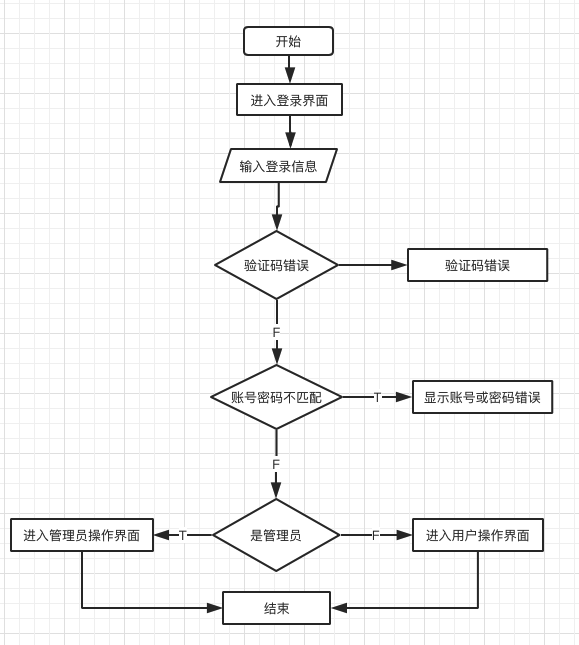 开始
进入登录界面
输入登录信息
验证码错误
验证码错误
F
账号密码不匹配
T
显示账号或密码错误
F
进入管理员操作界面
T
是管理员
F
进入用户操作界面
结束